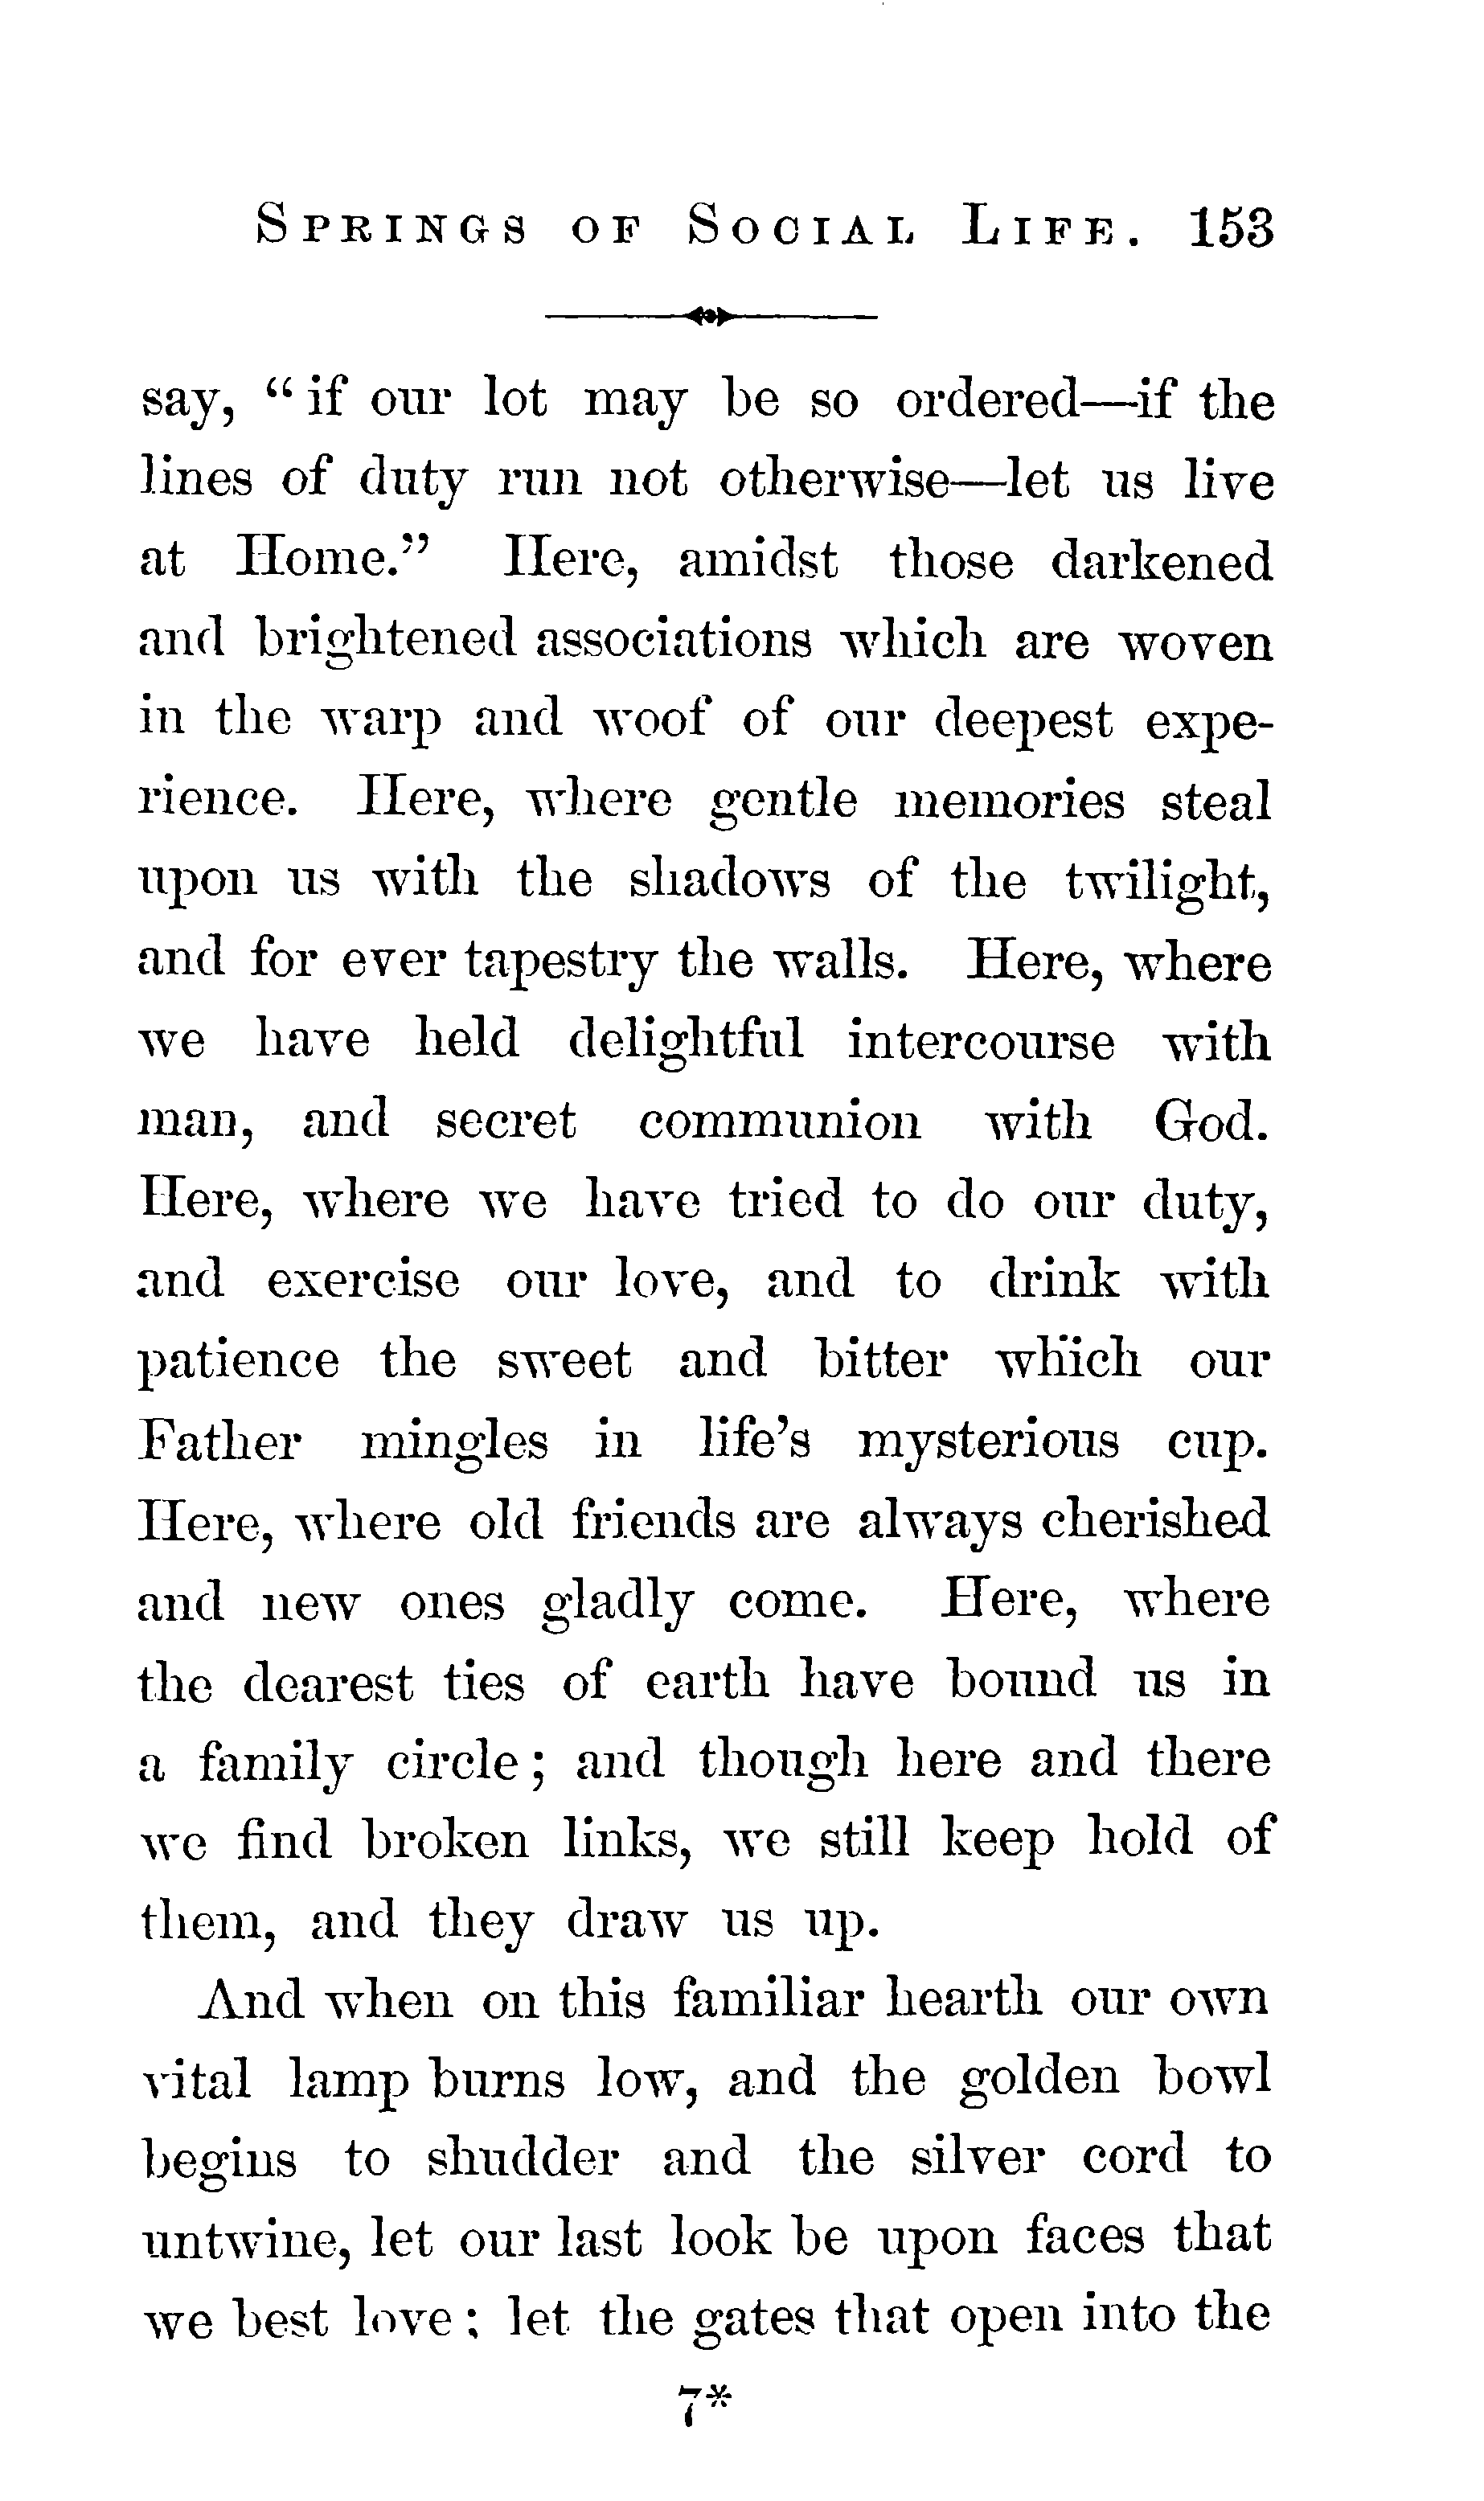 SPRINGS OF SOCIAL LIFE. 153
say, "if our lot may be so ordered—if the
lines of duty run not otherwise—let us live
at Home." Here, amidst those darkened
and brightened associations which are woven
in the warp and woof of our deepest expe-
rience. Here, where gentle memories steal
upon us with the shadows of the twilight,
and for ever tapestry the walls. Here, where
we have held delightful intercourse with
man, and secret communion with God.
Here, where we have tried to do our duty,
and exercise our love, and to drink with
patience the sweet and bitter which our
Father mingles in life's mysterious cup.
Here, where old friends are always cherished
and new ones gladly come. Here, where
the dearest ties of earth have bound us in
a family circle; and though here and there
we find broken links, we still keep hold of
them, and they draw us up.
And when on this familiar hearth our own
vital lamp burns low, and the golden bowl
begins to shudder and the silver cord to
untwine, let our last look be upon faces that
we best love; let the gates that open into the
7*